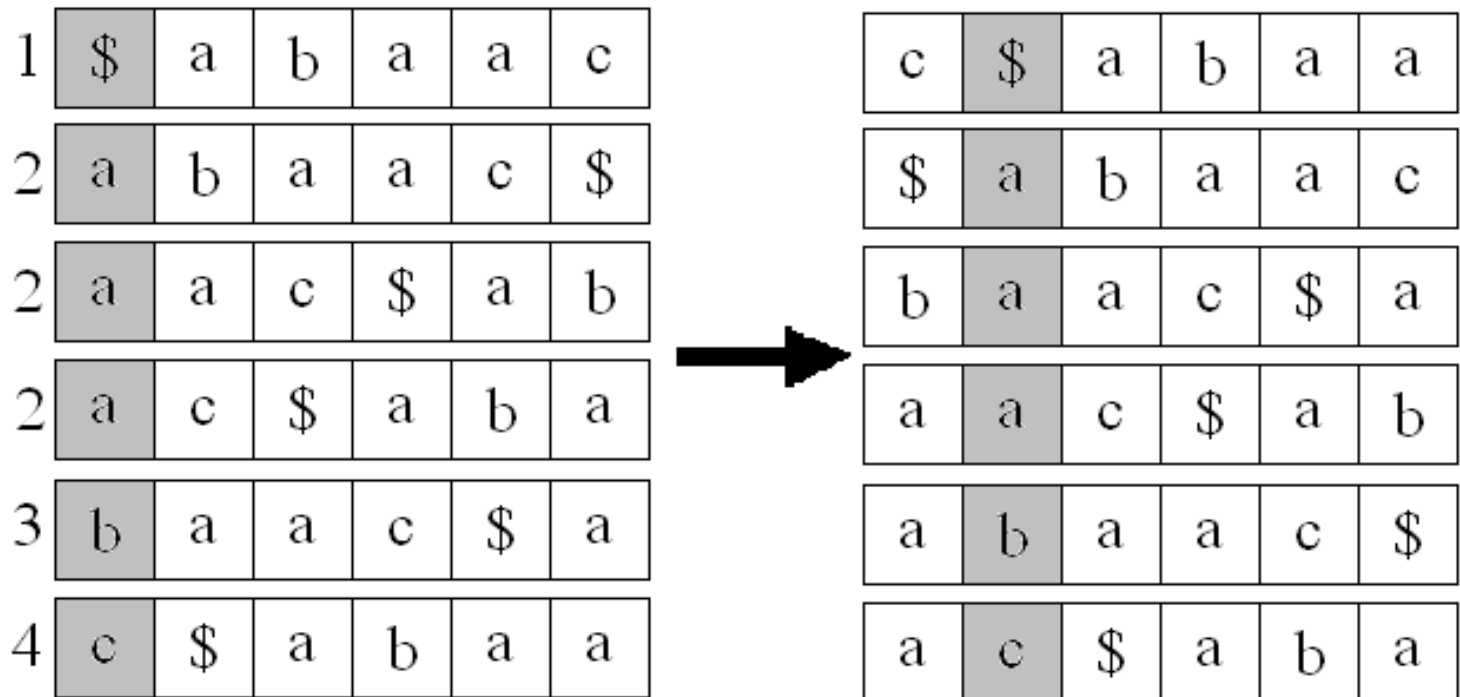 1 $ a b a a c c $ a b a a
2 a b a a c $ $ a b a a c
2 a a c $ a b b a a c $ a
2 a c $ a b a a a c $ a b
3 b a a c $ a a b a a c $
4 c $ a b a a a c $ a b a